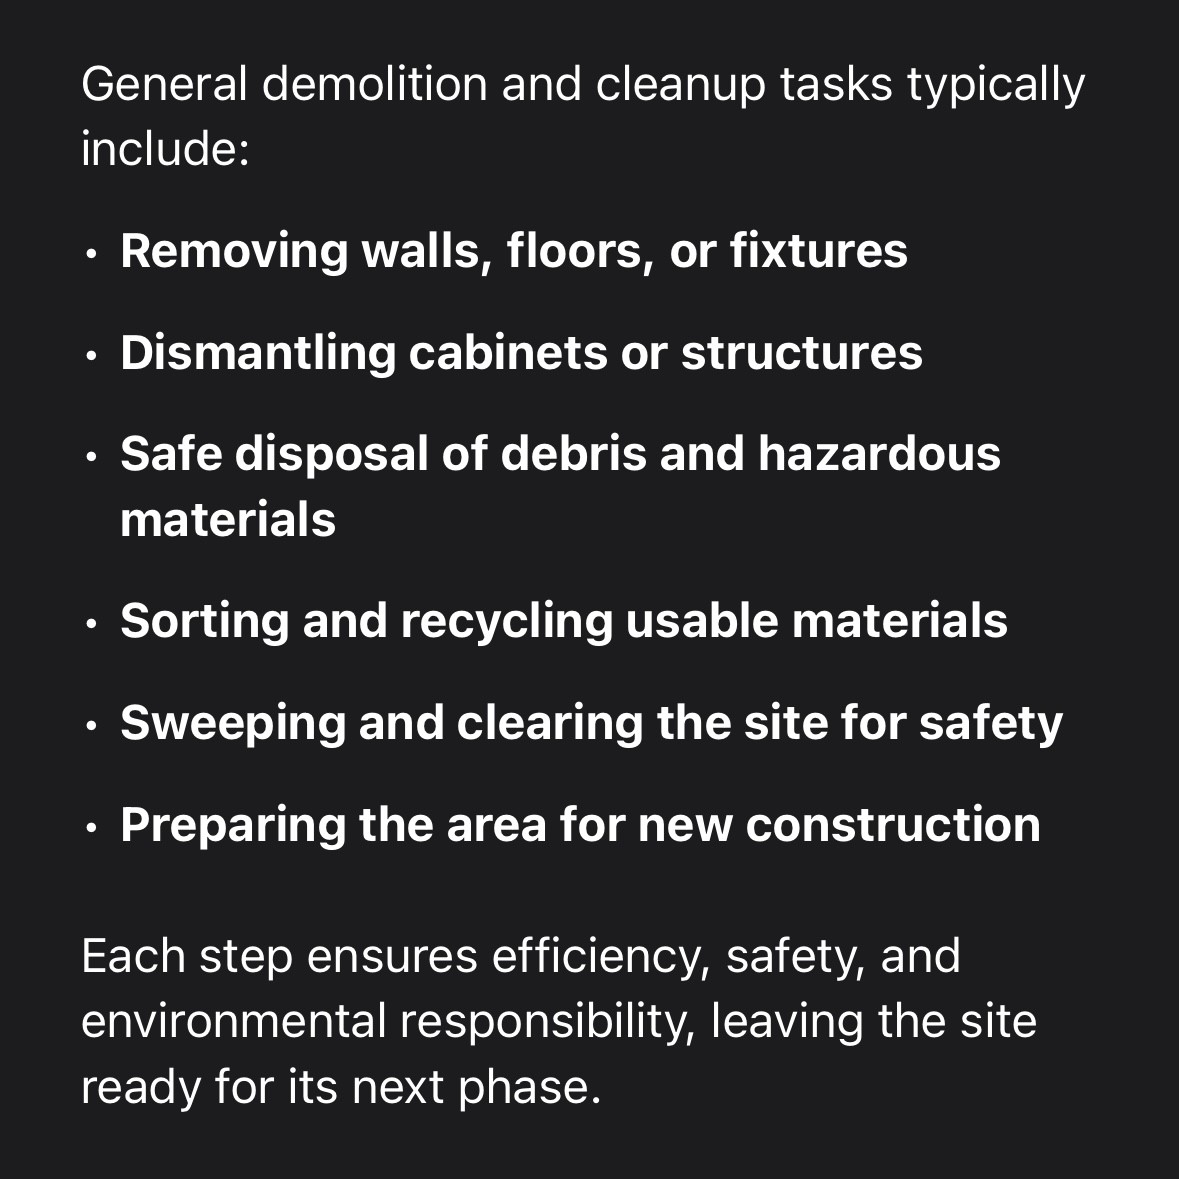 General demolition and cleanup tasks typically
include:
• Removing walls, floors, or fixtures
• Dismantling cabinets or structures
• Safe disposal of debris and hazardous
materials
• Sorting and recycling usable materials
• Sweeping and clearing the site for safety
• Preparing the area for new construction
Each step ensures efficiency, safety, and
environmental responsibility, leaving the site
ready for its next phase.